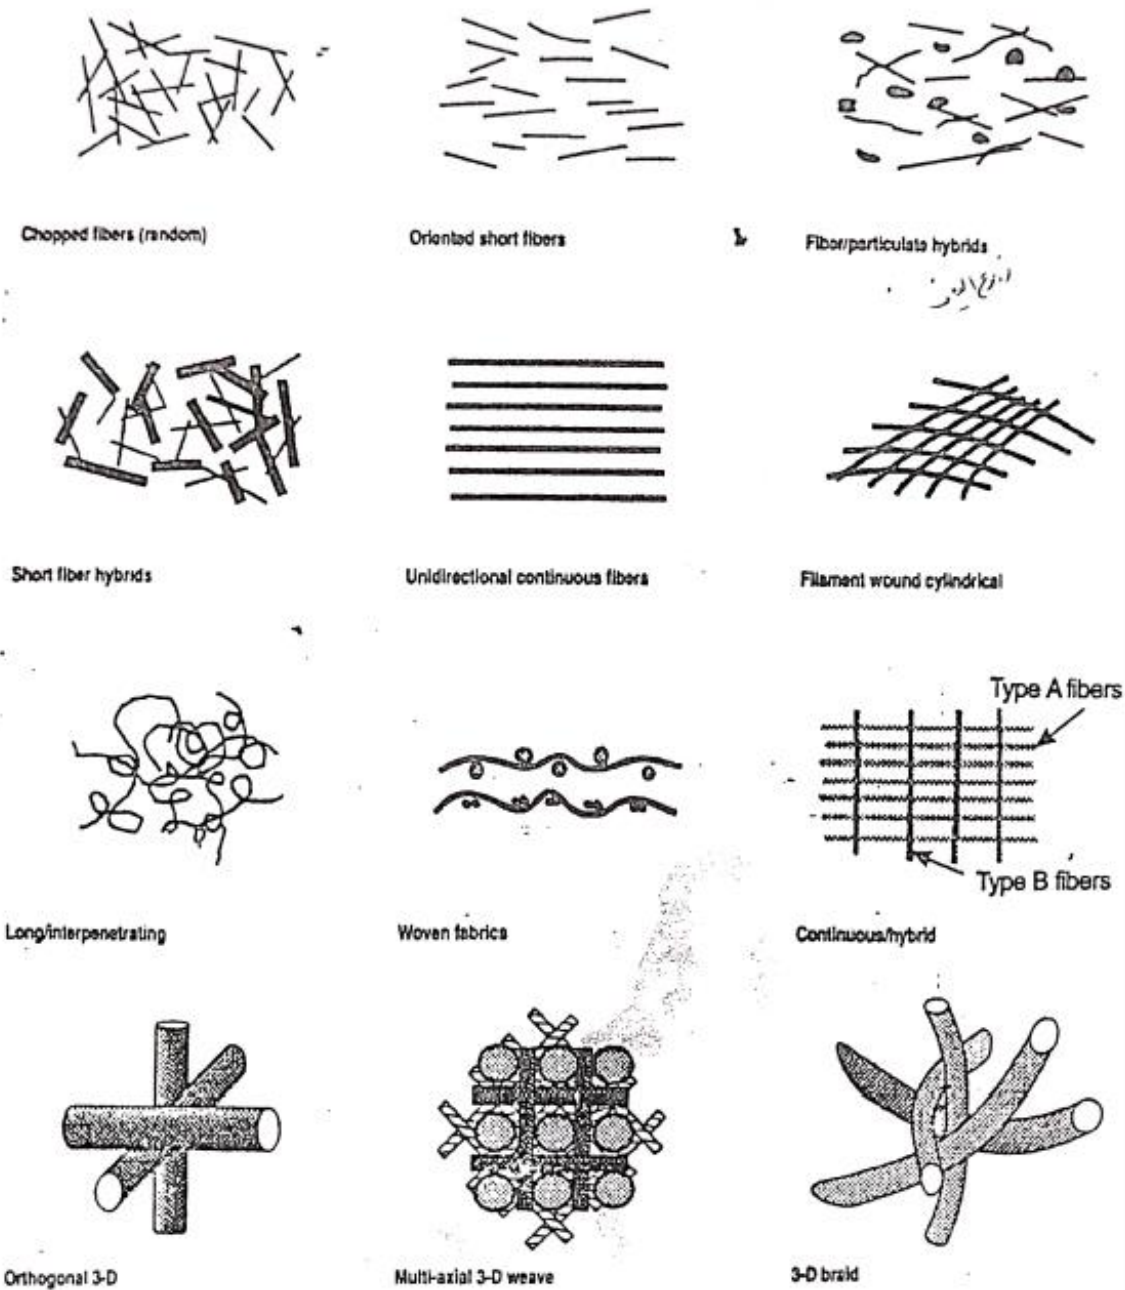 Chopped fibers (random)
Oriented short fibers
Fiber/particulate hybrids
Short fiber hybrids
Unidirectional continuous fibers
Filament wound cylindrical
Type A fibers
Type B fibers
Long/interpenetrating
Woven fabrics
Continuous/hybrid
Orthogonal 3-D
Multi-axial 3-D weave
3-D braid